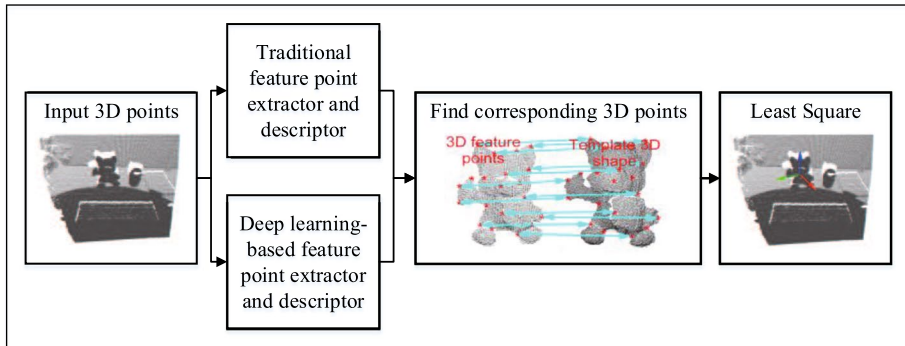 Input 3D points
Traditional
feature point
extractor and
descriptor
Deep learning-
based feature
point extractor
and descriptor
Find corresponding 3D points
3D feature
points
Template 3D
shape
Least Square